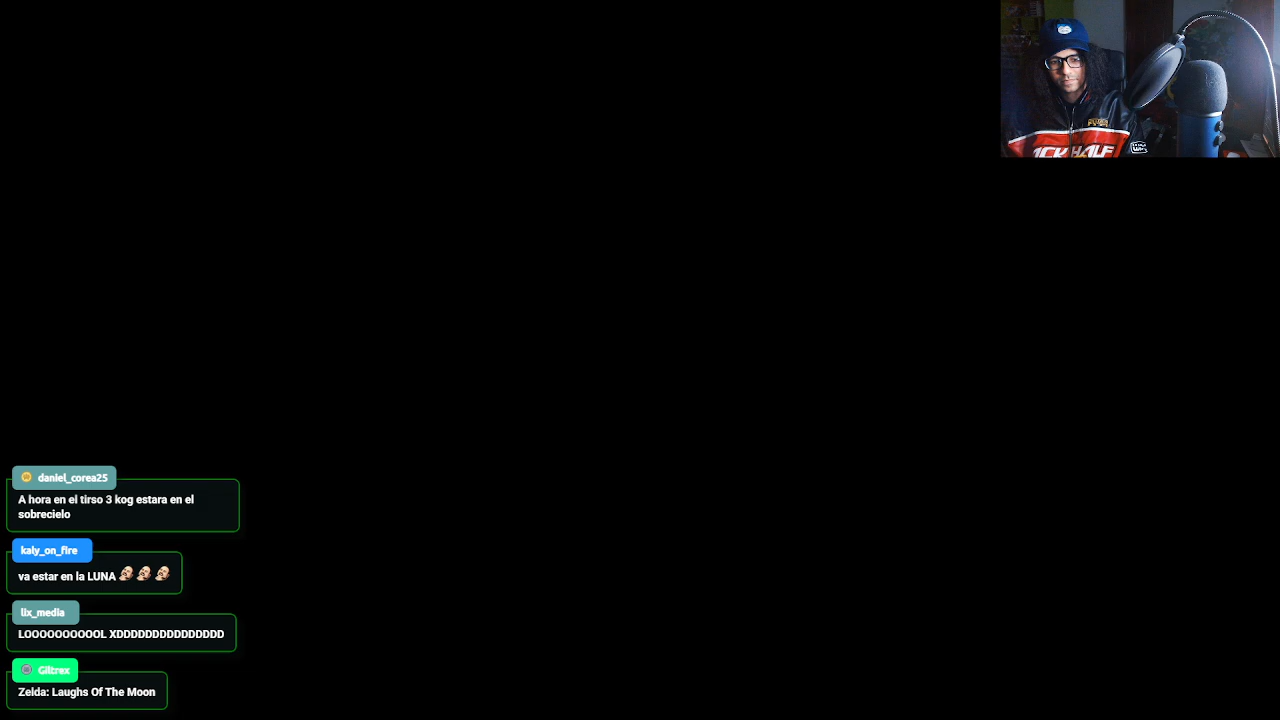 daniel_corea25
A hora en el tirso 3 kog estara en el
sobrecielo
kaly_on_fire
va estar en la LUNA
lix_media
LOOOOOOOOOOL XDDDDDDDDDDDDDDD
Giltrex
Zelda: Laughs Of The Moon